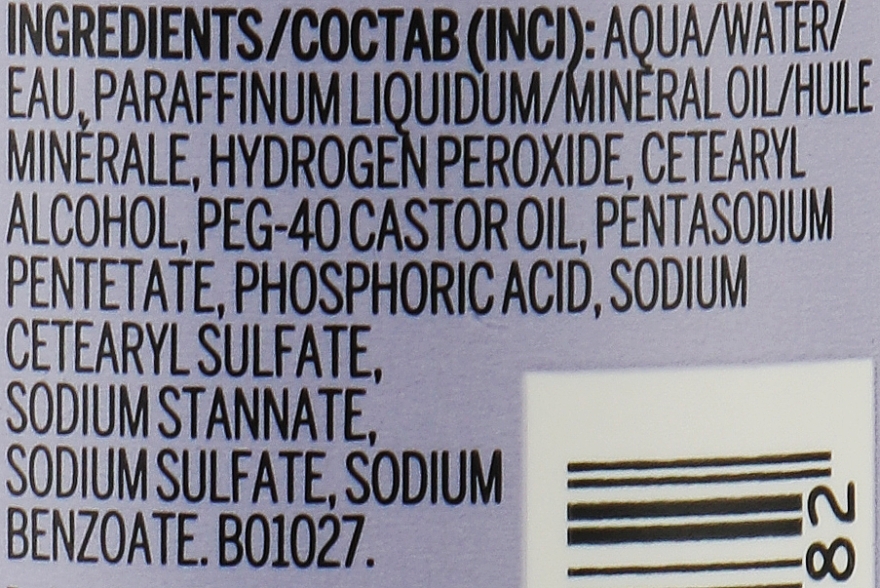 INGREDIENTS/СОСТАВ (INCI): AQUA/WATER/
EAU, PARAFFINUM LIQUIDUM/MINERAL OIL/HUILE
MINÉRALE, HYDROGEN PEROXIDE, CETEARYL
ALCOHOL, PEG-40 CASTOR OIL, PENTASODIUM
PENTETATE, PHOSPHORIC ACID, SODIUM
CETEARYL SULFATE,
SODIUM STANNATE,
SODIUM SULFATE, SODIUM
BENZOATE. B01027.
82